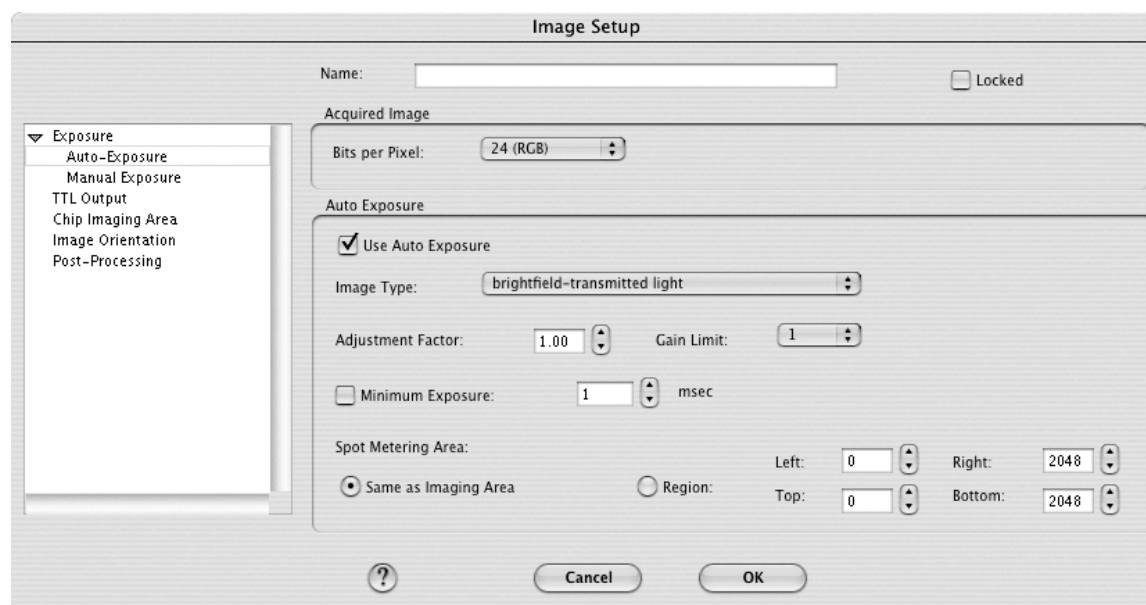 Image Setup
Name:
Locked
Exposure
Auto-Exposure
Manual Exposure
TTL Output
Chip Imaging Area
Image Orientation
Post-Processing
Acquired Image
Bits per Pixel: 24 (RGB)
Auto Exposure
Use Auto Exposure
Image Type: brightfield-transmitted light
Adjustment Factor: 1.00 Gain Limit: 1
Minimum Exposure: 1 msec
Spot Metering Area:
Same as Imaging Area Region:
Left: 0 Right: 2048
Top: 0 Bottom: 2048
? Cancel OK